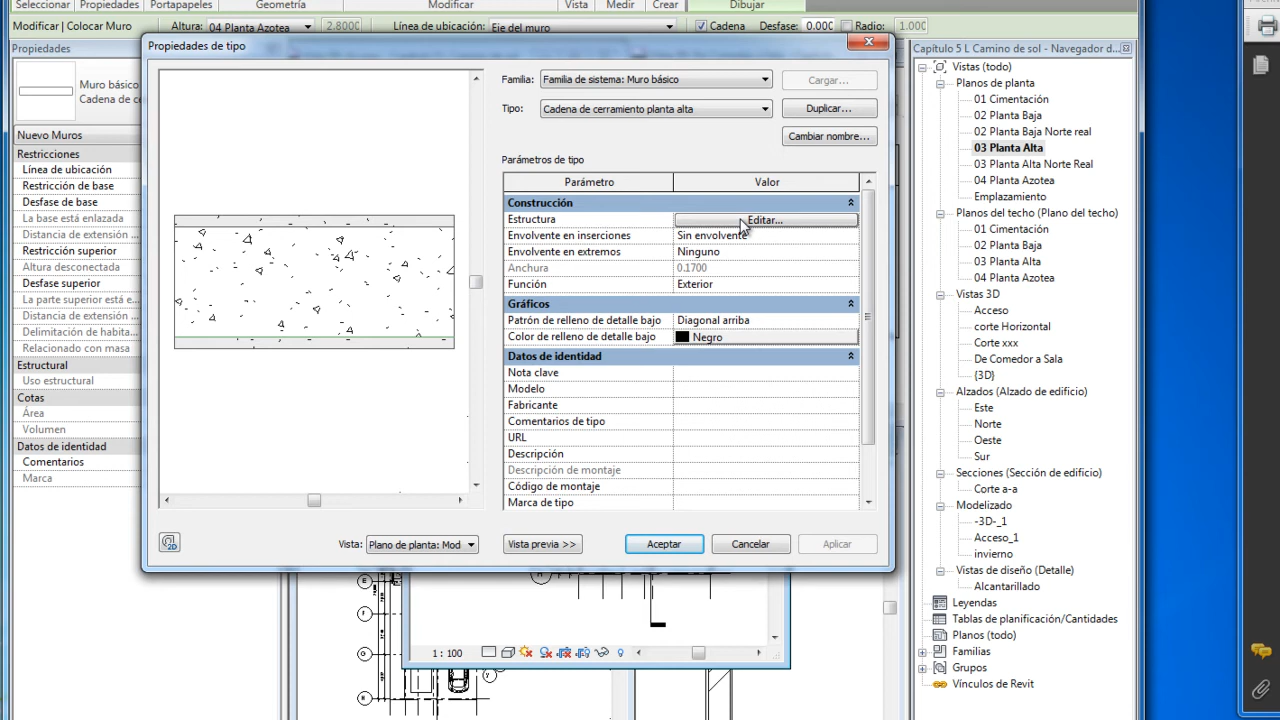 Seleccionar Propiedades Portapapeles Geometría Modificar Vista Medir Crear Dibujar
Modificar | Colocar Muro Altura: 04 Planta Azotea 2.8000 Línea de ubicación: Eje del muro Cadena Desfase: 0.000 Radio: 1.000
Propiedades
Muro básico
Cadena de ce
Nuevo Muros
Restricciones
Línea de ubicación
Restricción de base
Desfase de base
La base está enlazada
Distancia de extensión
Restricción superior
Altura desconectada
Desfase superior
La parte superior está e
Distancia de extensión
Delimitación de habita...
Relacionado con masa
Estructural
Uso estructural
Cotas
Área
Volumen
Datos de identidad
Comentarios
Marca
Propiedades de tipo
Familia: Familia de sistema: Muro básico Cargar...
Tipo: Cadena de cerramiento planta alta Duplicar...
Cambiar nombre...
Parámetros de tipo
Parámetro Valor
Construcción
Estructura Editar...
Envolvente en inserciones Sin envolvente
Envolvente en extremos Ninguno
Anchura 0.1700
Función Exterior
Gráficos
Patrón de relleno de detalle bajo Diagonal arriba
Color de relleno de detalle bajo Negro
Datos de identidad
Nota clave
Modelo
Fabricante
Comentarios de tipo
URL
Descripción
Descripción de montaje
Código de montaje
Marca de tipo
Vista: Plano de planta: Mod Vista previa >> Aceptar Cancelar Aplicar
1 : 100
Capítulo 5 L Camino de sol - Navegador d...
Vistas (todo)
Planos de planta
01 Cimentación
02 Planta Baja
02 Planta Baja Norte real
03 Planta Alta
03 Planta Alta Norte Real
04 Planta Azotea
Emplazamiento
Planos del techo (Plano del techo)
01 Cimentación
02 Planta Baja
03 Planta Alta
04 Planta Azotea
Vistas 3D
Acceso
corte Horizontal
Corte xxx
De Comedor a Sala
{3D}
Alzados (Alzado de edificio)
Este
Norte
Oeste
Sur
Secciones (Sección de edificio)
Corte a-a
Modelizado
-3D-_1
Acceso_1
invierno
Vistas de diseño (Detalle)
Alcantarillado
Leyendas
Tablas de planificación/Cantidades
Planos (todo)
Familias
Grupos
Vínculos de Revit